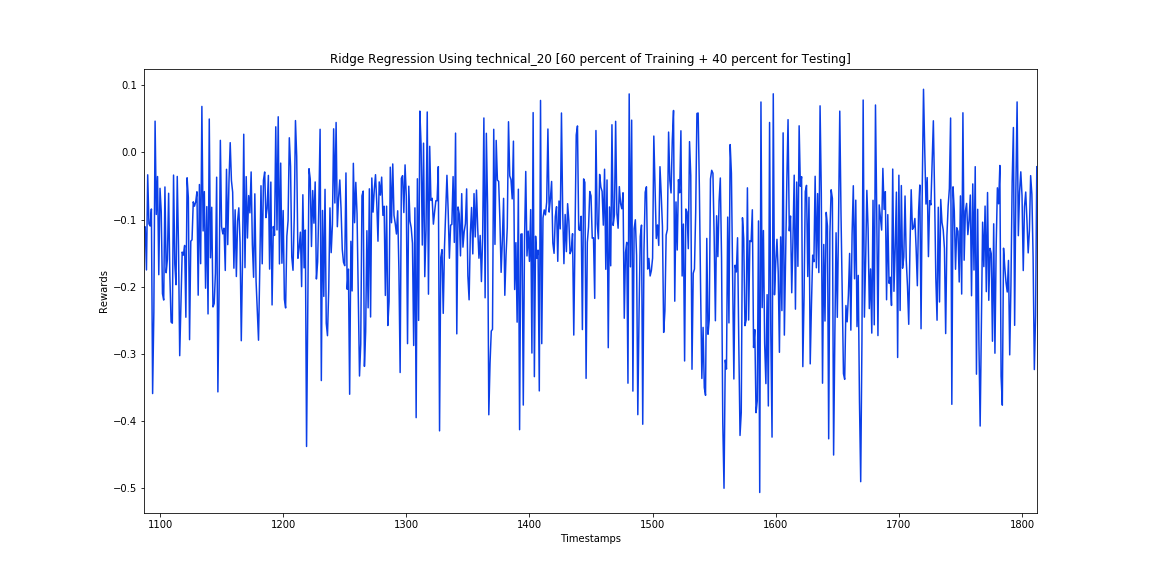 Ridge Regression Using technical_20 [60 percent of Training + 40 percent for Testing]
0.1
0.0
−0.1
−0.2
−0.3
−0.4
−0.5
Rewards
1100 1200 1300 1400 1500 1600 1700 1800
Timestamps